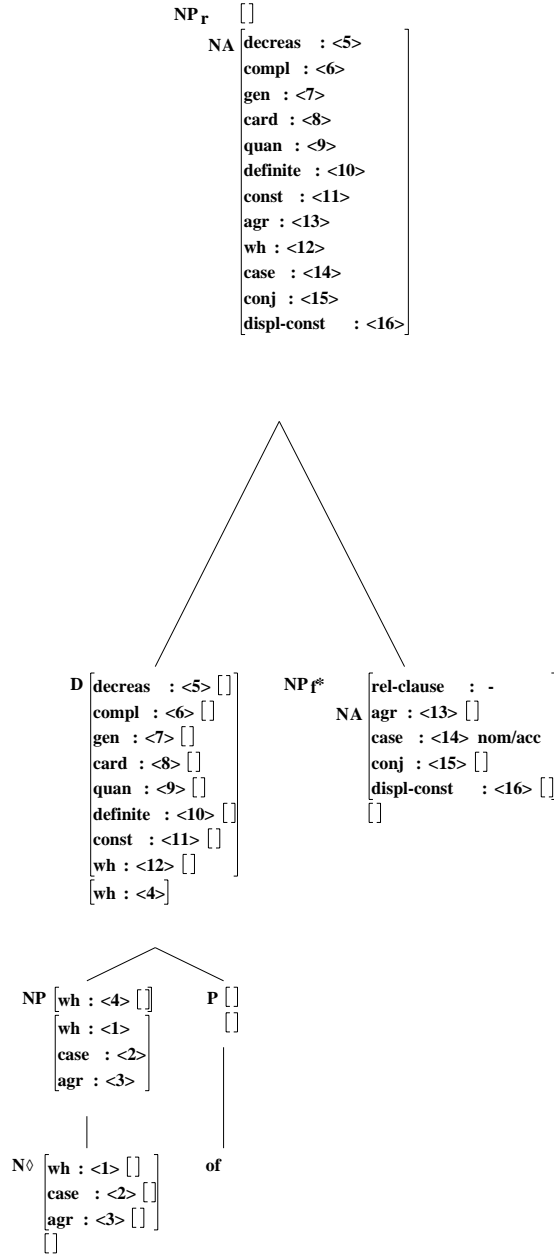 NP r []
NA decreas : <5>
compl : <6>
gen : <7>
card : <8>
quan : <9>
definite : <10>
const : <11>
agr : <13>
wh : <12>
case : <14>
conj : <15>
displ-const : <16>
D decreas : <5> []
compl : <6> []
gen : <7> []
card : <8> []
quan : <9> []
definite : <10> []
const : <11> []
wh : <12> []
wh : <4>
NP f* rel-clause : -
NA agr : <13> []
case : <14> nom/acc
conj : <15> []
displ-const : <16> []
[]
NP wh : <4> []
wh : <1>
case : <2>
agr : <3>
P []
[]
N◊ wh : <1> []
case : <2> []
agr : <3> []
[]
of